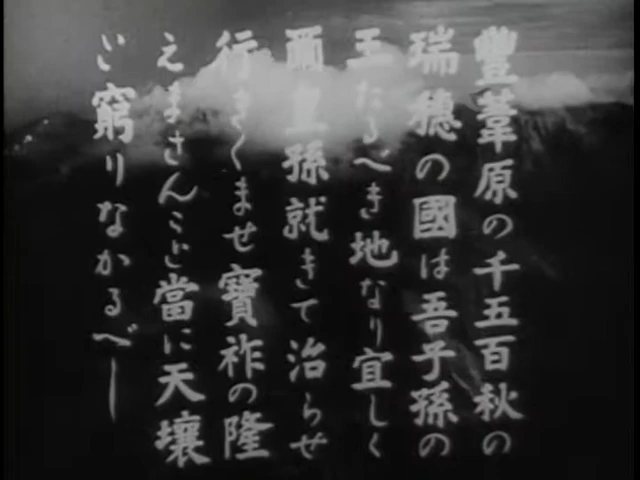 豐葦原の千五百秋の
瑞穗の國は吾子孫の
王たるべき地なり宜しく
爾皇孫就きて治らせ
行きくませ寶祚の隆
えまさんこと當に天壤
と窮りなかるべし